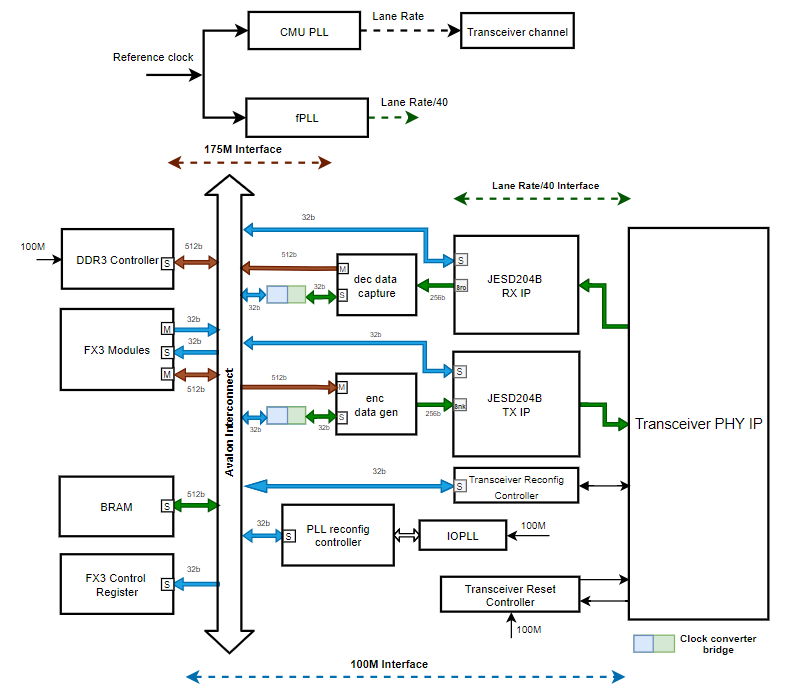 Lane Rate
CMU PLL
Transceiver channel
Reference clock
Lane Rate/40
fPLL
175M Interface
Lane Rate/40 Interface
32b
100M
DDR3 Controller
S
512b
512b
M
dec data
capture
S
32b
32b
S
JESD204B
RX IP
256b
FX3 Modules
M
32b
S
32b
M
512b
32b
Avalon Interconnect
512b
M
enc
data gen
S
32b
32b
S
JESD204B
TX IP
256b
Transceiver PHY IP
32b
S
Transceiver Reconfig
Controller
BRAM
S
512b
32b
S
PLL reconfig
controller
IOPLL
100M
FX3 Control
Register
S
32b
Transceiver Reset
Controller
100M
Clock converter
bridge
100M Interface